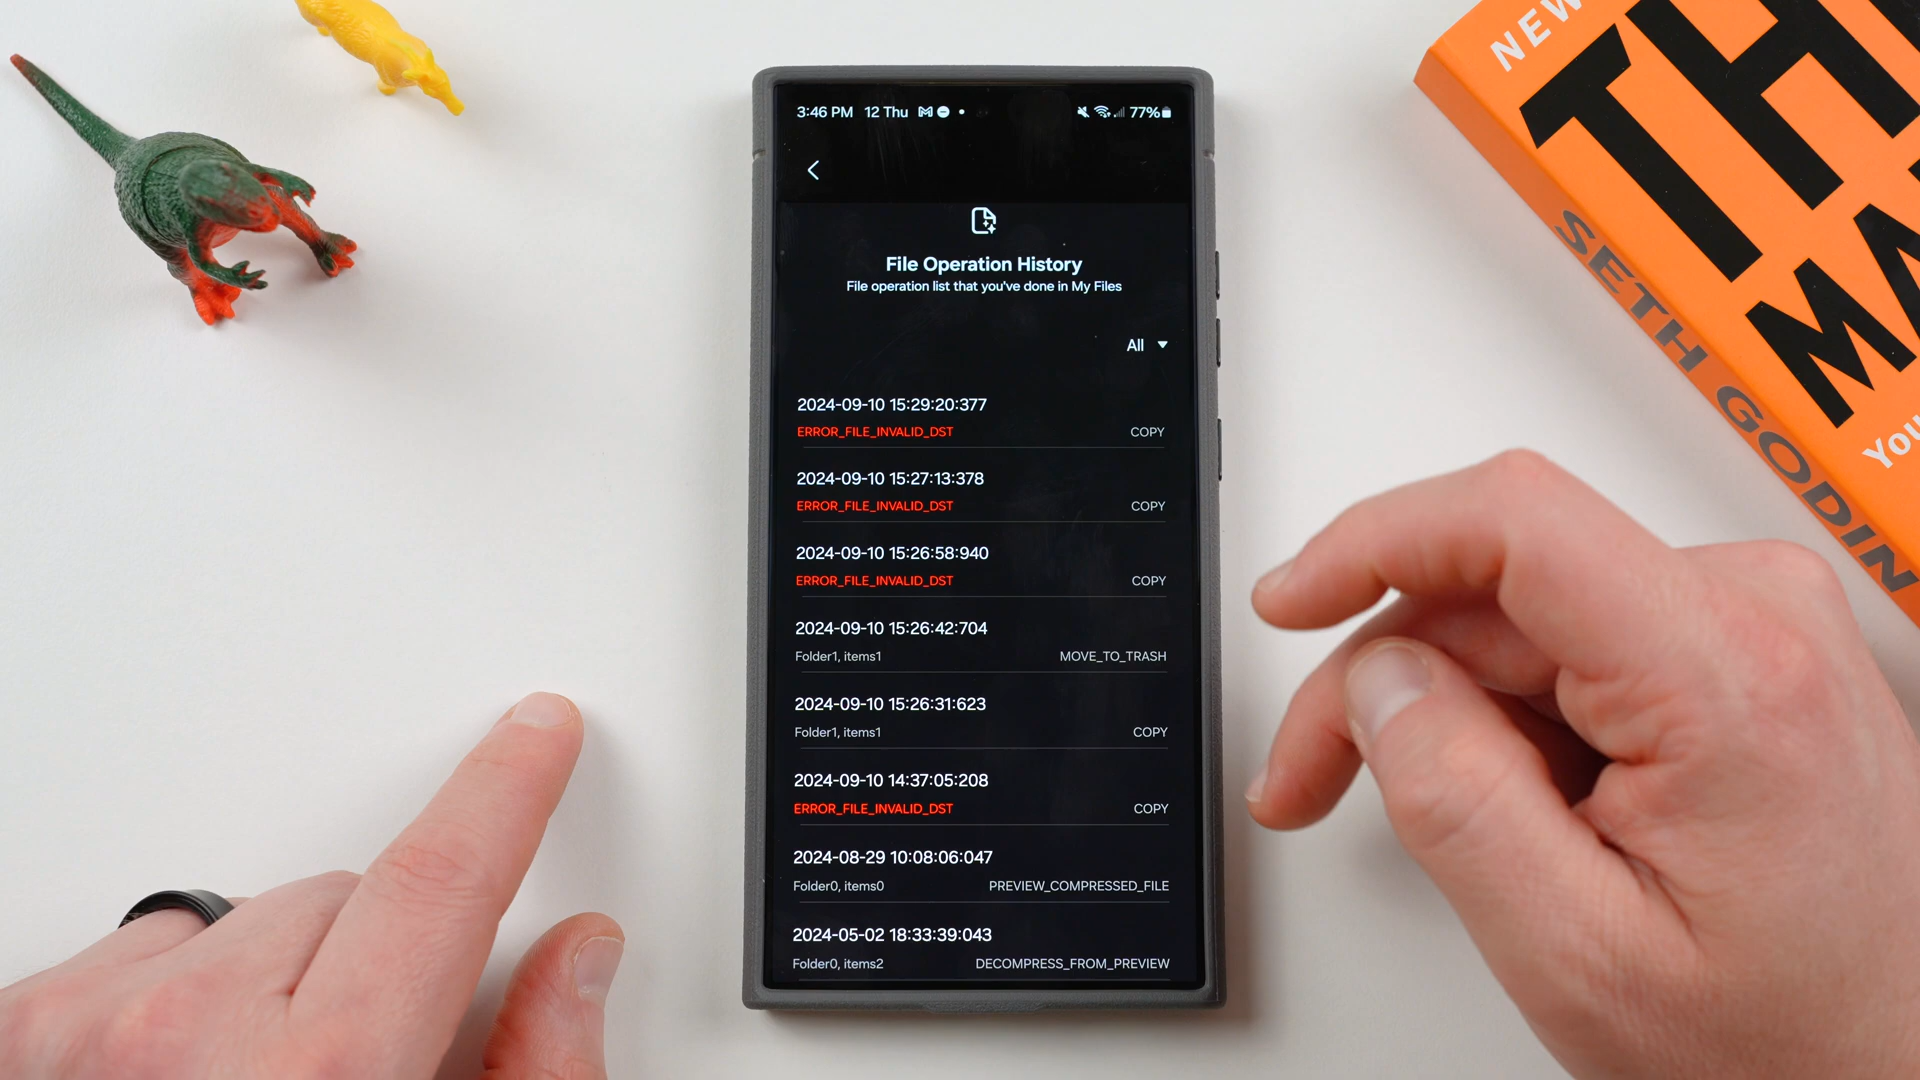 3:46 PM 12 Thu 77%
File Operation History
File operation list that you've done in My Files
All
2024-09-10 15:29:20:377
ERROR_FILE_INVALID_DST COPY
2024-09-10 15:27:13:378
ERROR_FILE_INVALID_DST COPY
2024-09-10 15:26:58:940
ERROR_FILE_INVALID_DST COPY
2024-09-10 15:26:42:704
Folder1, items1 MOVE_TO_TRASH
2024-09-10 15:26:31:623
Folder1, items1 COPY
2024-09-10 14:37:05:208
ERROR_FILE_INVALID_DST COPY
2024-08-29 10:08:06:047
Folder0, items0 PREVIEW_COMPRESSED_FILE
2024-05-02 18:33:39:043
Folder0, items2 DECOMPRESS_FROM_PREVIEW
NEW
SETH GODIN